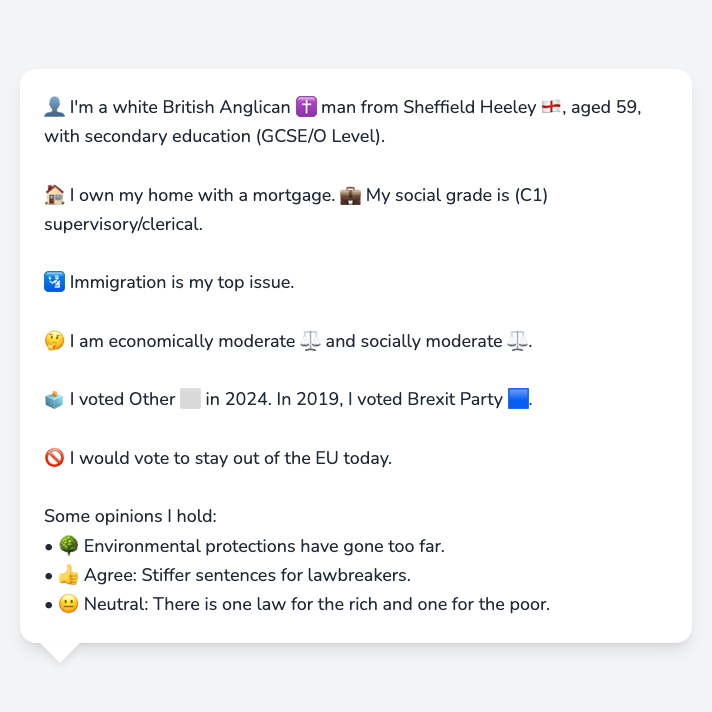 👤 I'm a white British Anglican ✝️ man from Sheffield Heeley 🏴󠁧󠁢󠁥󠁮󠁧󠁿, aged 59,
with secondary education (GCSE/O Level).
🏠 I own my home with a mortgage. 💼 My social grade is (C1)
supervisory/clerical.
🛂 Immigration is my top issue.
🤔 I am economically moderate ⚖️ and socially moderate ⚖️.
🗳️ I voted Other ⬜ in 2024. In 2019, I voted Brexit Party 🟦.
🚫 I would vote to stay out of the EU today.
Some opinions I hold:
• 🌳 Environmental protections have gone too far.
• 👍 Agree: Stiffer sentences for lawbreakers.
• 😐 Neutral: There is one law for the rich and one for the poor.